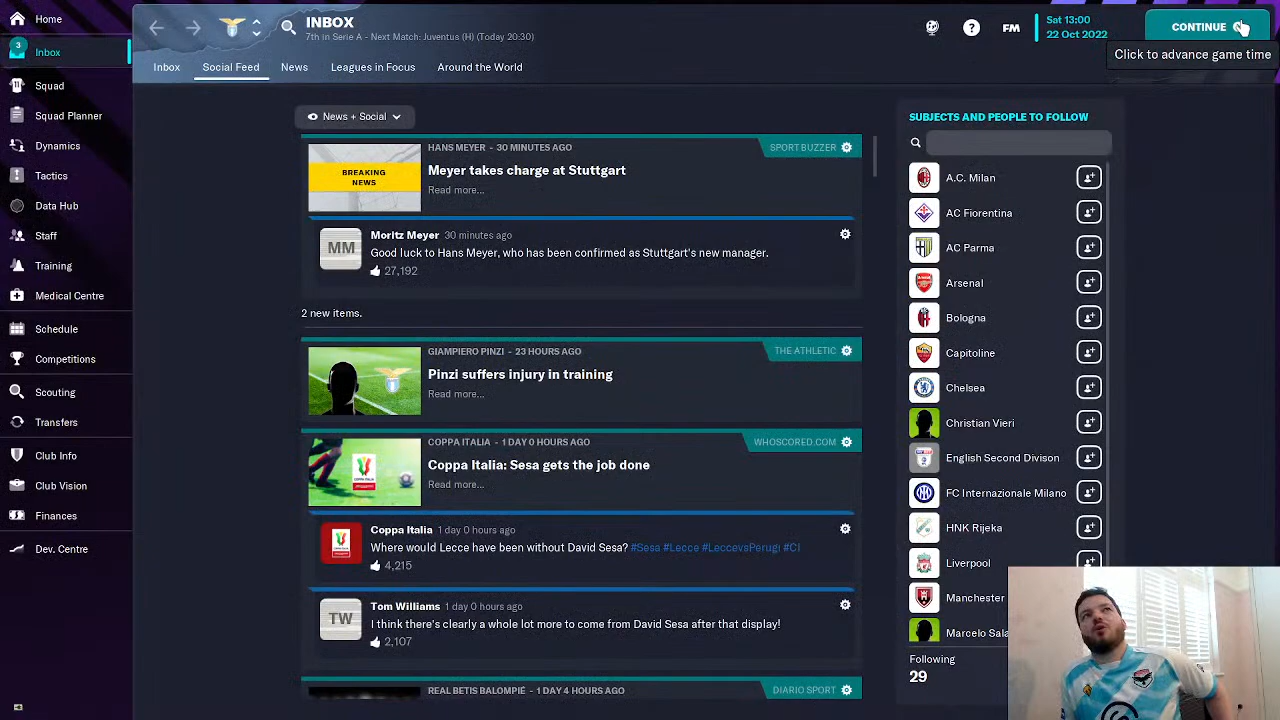 Home
INBOX
7th in Serie A - Next Match: Juventus (H) (Today 20:30)
FM
Sat 13:00
22 Oct 2022
CONTINUE
Click to advance game time
3
Inbox
Squad
Squad Planner
Dynamics
Tactics
Data Hub
Staff
Training
Medical Centre
Schedule
Competitions
Scouting
Transfers
Club Info
Club Vision
Finances
Dev. Centre
Inbox
Social Feed
News
Leagues in Focus
Around the World
News + Social
BREAKING
NEWS
HANS MEYER - 30 MINUTES AGO
SPORT BUZZER
Meyer takes charge at Stuttgart
Read more...
MM
Moritz Meyer 30 minutes ago
Good luck to Hans Meyer, who has been confirmed as Stuttgart's new manager.
27,192
2 new items.
GIAMPIERO PINZI - 23 HOURS AGO
THE ATHLETIC
Pinzi suffers injury in training
Read more...
COPPA ITALIA - 1 DAY 0 HOURS AGO
WHOSCORED.COM
Coppa Italia: Sesa gets the job done
Read more...
Coppa Italia 1 day 0 hours ago
Where would Lecce have been without David Sesa? #Sesa #Lecce #LeccevsPerugi #CI
4,215
TW
Tom Williams 1 day 0 hours ago
I think there's clearly a whole lot more to come from David Sesa after that display!
2,107
REAL BETIS BALOMPIÉ - 1 DAY 4 HOURS AGO
DIARIO SPORT
SUBJECTS AND PEOPLE TO FOLLOW
A.C. Milan
AC Fiorentina
AC Parma
Arsenal
Bologna
Capitoline
Chelsea
Christian Vieri
English Second Divison
FC Internazionale Milano
HNK Rijeka
Liverpool
Manchester
Marcelo Sala
Following
29